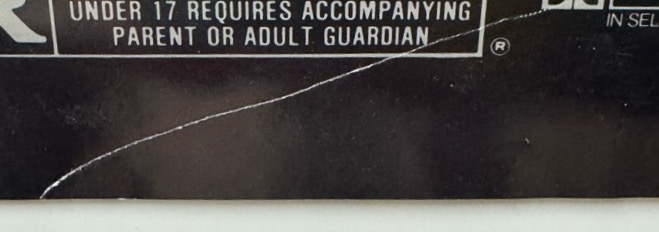 R
UNDER 17 REQUIRES ACCOMPANYING
PARENT OR ADULT GUARDIAN
®
IN SEL